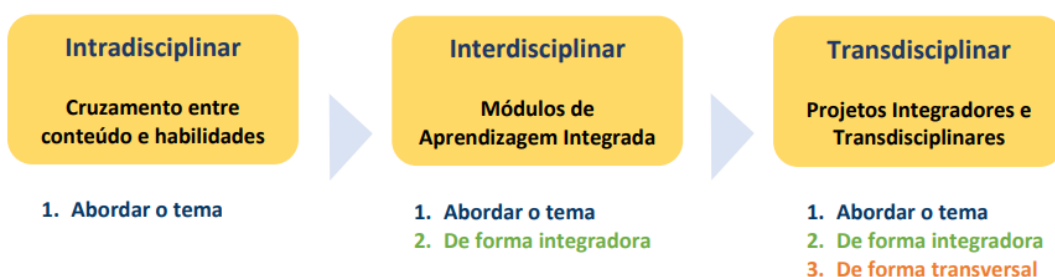 Intradisciplinar
Cruzamento entre
conteúdo e habilidades
1. Abordar o tema
Interdisciplinar
Módulos de
Aprendizagem Integrada
1. Abordar o tema
2. De forma integradora
Transdisciplinar
Projetos Integradores e
Transdisciplinares
1. Abordar o tema
2. De forma integradora
3. De forma transversal